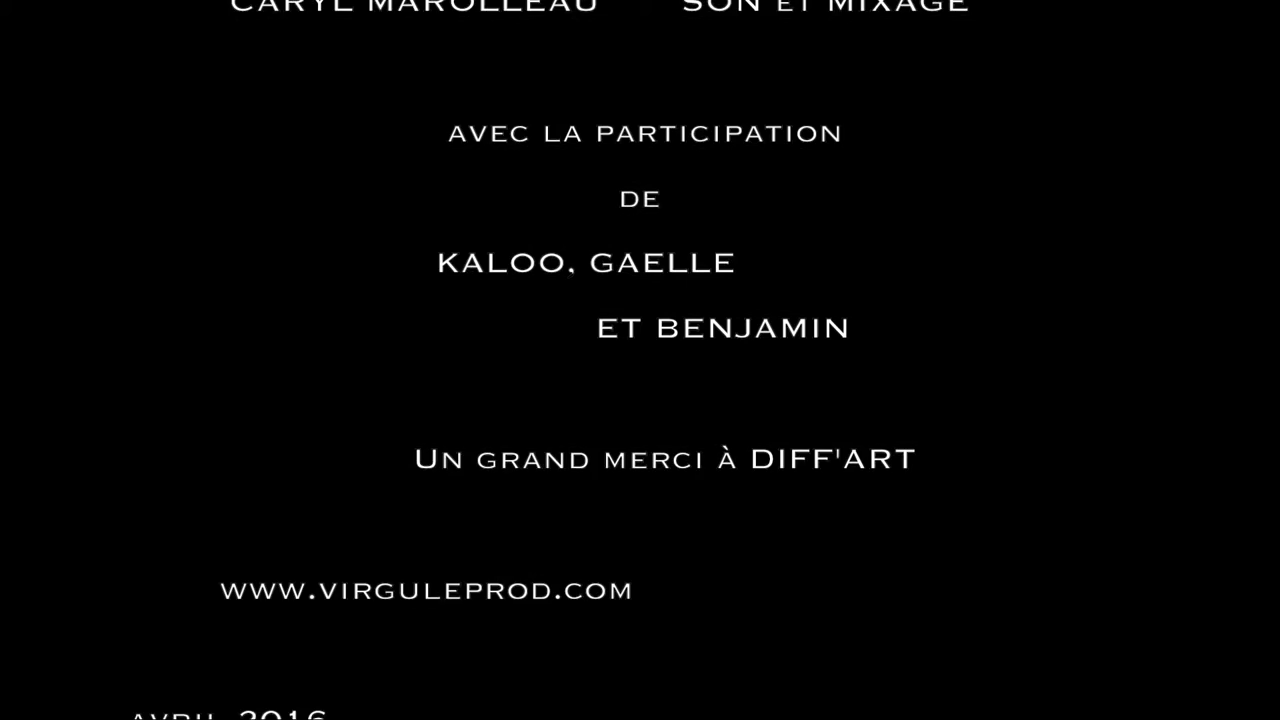 CARYL MAROLLEAU SON ET MIXAGE
AVEC LA PARTICIPATION
DE
KALOO, GAELLE
ET BENJAMIN
UN GRAND MERCI À DIFF'ART
WWW.VIRGULEPROD.COM
AVRIL 2016